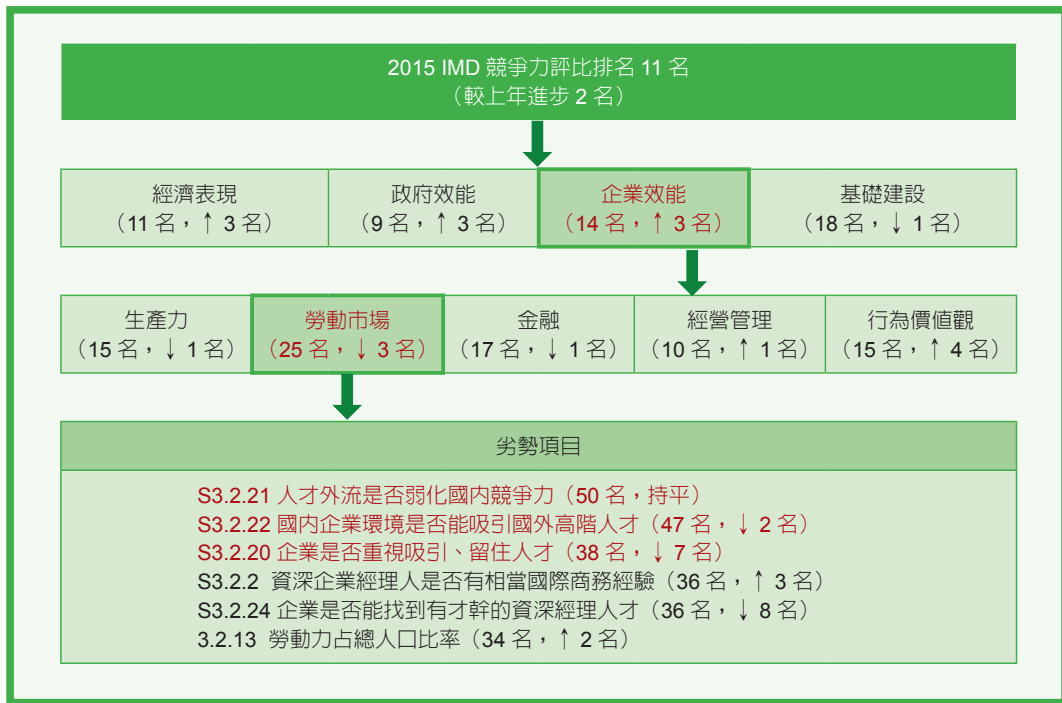 2015 IMD 競爭力評比排名 11 名
（較上年進步 2 名）
經濟表現
（11 名，↑ 3 名）
政府效能
（9 名，↑ 3 名）
企業效能
（14 名，↑ 3 名）
基礎建設
（18 名，↓ 1 名）
生產力
（15 名，↓ 1 名）
勞動市場
（25 名，↓ 3 名）
金融
（17 名，↓ 1 名）
經營管理
（10 名，↑ 1 名）
行為價值觀
（15 名，↑ 4 名）
劣勢項目
S3.2.21 人才外流是否弱化國內競爭力（50 名，持平）
S3.2.22 國內企業環境是否能吸引國外高階人才（47 名，↓ 2 名）
S3.2.20 企業是否重視吸引、留住人才（38 名，↓ 7 名）
S3.2.2 資深企業經理人是否有相當國際商務經驗（36 名，↑ 3 名）
S3.2.24 企業是否能找到有才幹的資深經理人才（36 名，↓ 8 名）
3.2.13 勞動力占總人口比率（34 名，↑ 2 名）